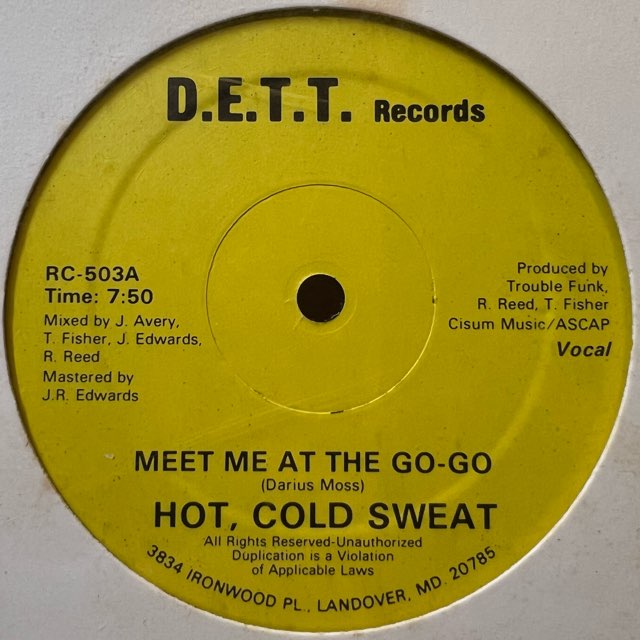 D.E.T.T. Records
RC-503A
Time: 7:50
Mixed by J. Avery,
T. Fisher, J. Edwards,
R. Reed
Mastered by
J.R. Edwards
Produced by
Trouble Funk,
R. Reed, T. Fisher
Cisum Music/ASCAP
Vocal
MEET ME AT THE GO-GO
(Darius Moss)
HOT, COLD SWEAT
All Rights Reserved-Unauthorized
Duplication is a Violation
of Applicable Laws
3834 IRONWOOD PL., LANDOVER, MD. 20785